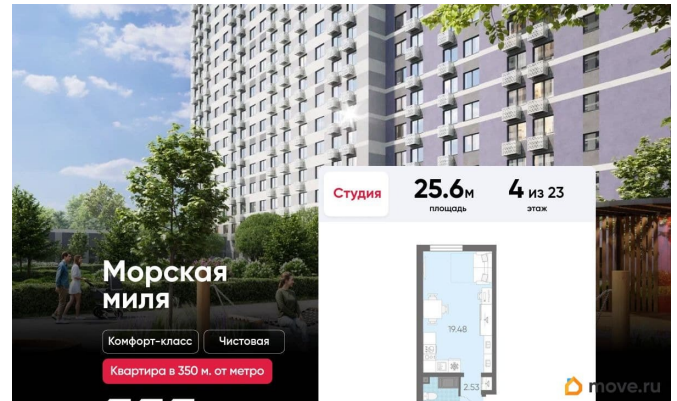 Студия
25.6м
площадь
4 из 23
этаж
Морская
миля
Комфорт-класс
Чистовая
Квартира в 350 м. от метро
19.48
2.53
move.ru